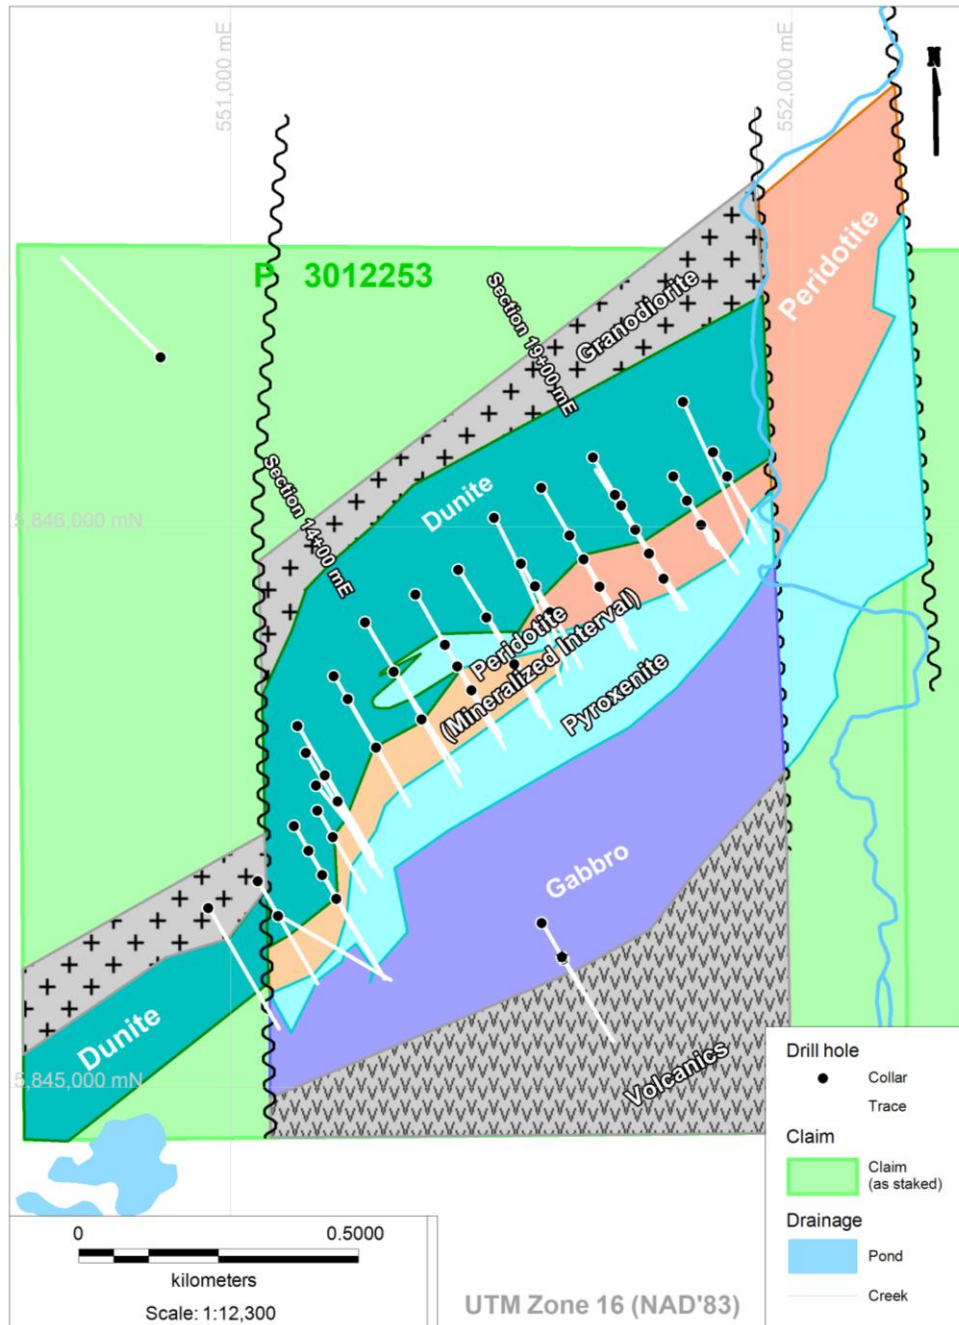 551,000 mE
552,000 mE
N
P 3012253
Peridotite
Granodiorite
Section 19+00 mE
Section 14+00 mE
Dunite
5,846,000 mN
Peridotite
(Mineralized Interval)
Pyroxenite
Gabbro
Dunite
Volcanics
5,845,000 mN
Drill hole
Collar
Trace
Claim
Claim
(as staked)
Drainage
Pond
Creek
0 0.5000
kilometers
Scale: 1:12,300
UTM Zone 16 (NAD'83)